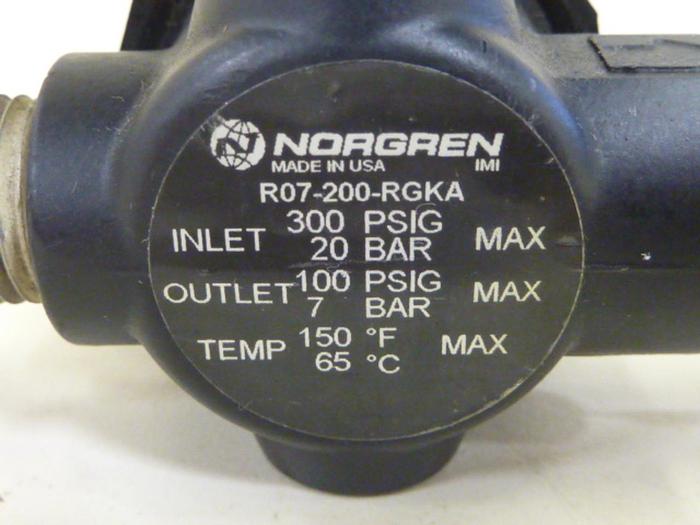 NORGREN
MADE IN USA IMI
R07-200-RGKA
INLET 300 PSIG MAX
20 BAR
OUTLET 100 PSIG MAX
7 BAR
TEMP 150 °F MAX
65 °C